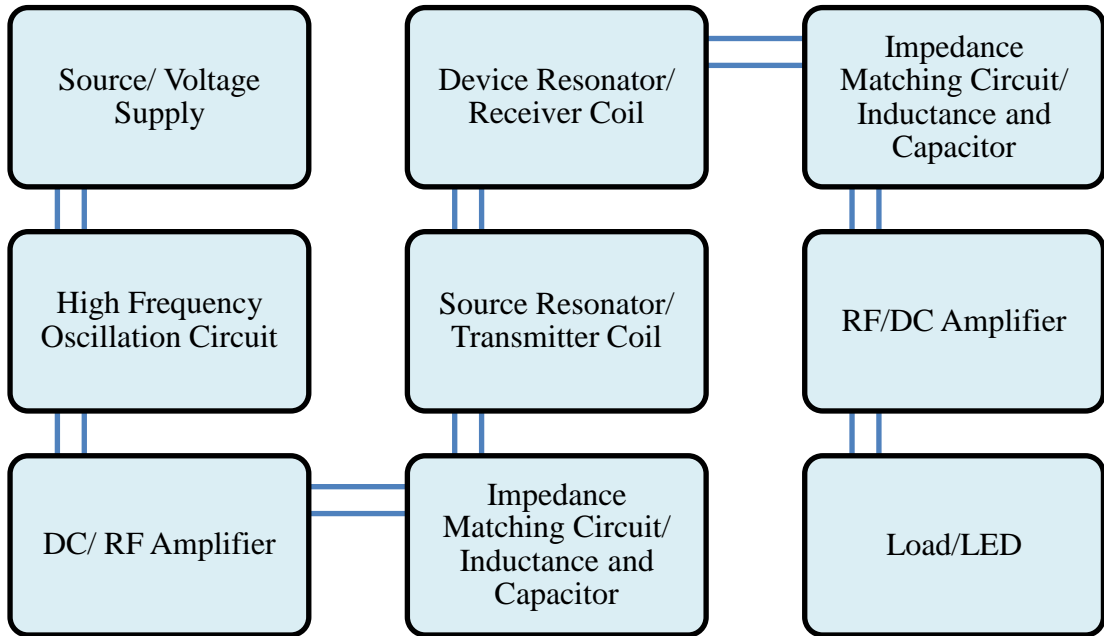 Source/ Voltage
Supply
High Frequency
Oscillation Circuit
DC/ RF Amplifier
Impedance
Matching Circuit/
Inductance and
Capacitor
Source Resonator/
Transmitter Coil
Device Resonator/
Receiver Coil
Impedance
Matching Circuit/
Inductance and
Capacitor
RF/DC Amplifier
Load/LED